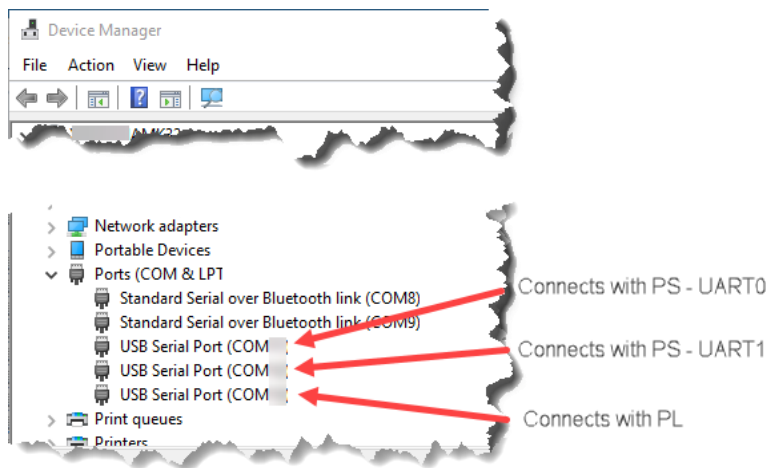 Device Manager
File Action View Help
Network adapters
Portable Devices
Ports (COM & LPT
Standard Serial over Bluetooth link (COM8)
Connects with PS - UART0
Standard Serial over Bluetooth link (COM9)
USB Serial Port (COM
Connects with PS - UART1
USB Serial Port (COM
USB Serial Port (COM
Connects with PL
Print queues
Printers